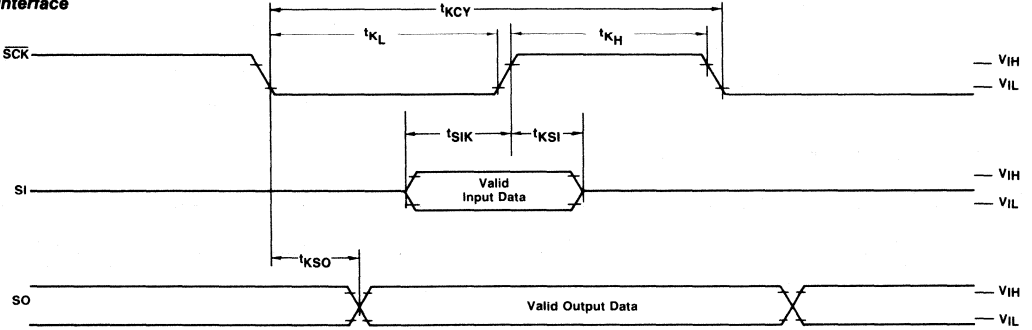 Interface
tKCY
tKL
tKH
SCK
VIH
VIL
tSIK
tKSI
SI
Valid
Input Data
VIH
VIL
tKSO
SO
Valid Output Data
VIH
VIL